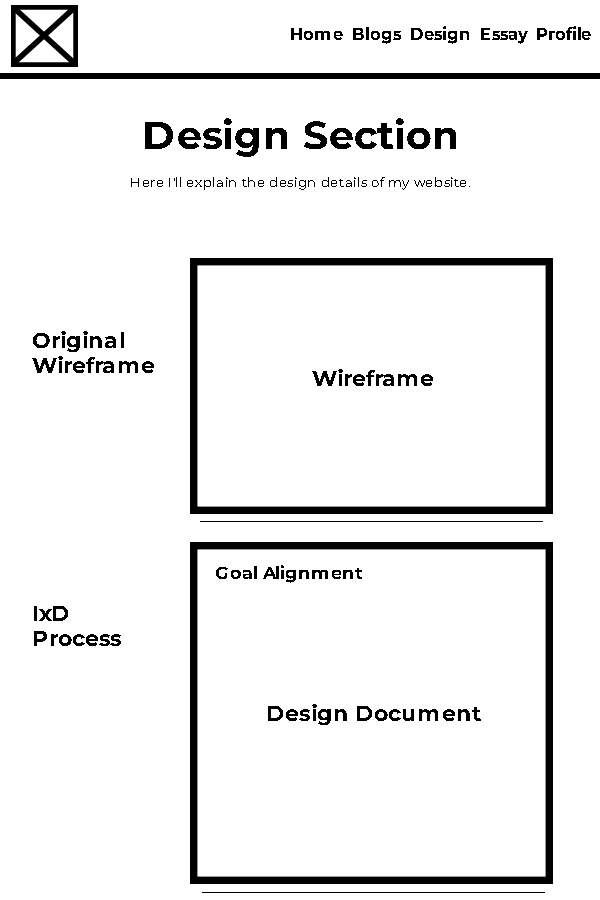 Home Blogs Design Essay Profile
Design Section
Here I'll explain the design details of my website.
Original
Wireframe
Wireframe
Goal Alignment
IxD
Process
Design Document